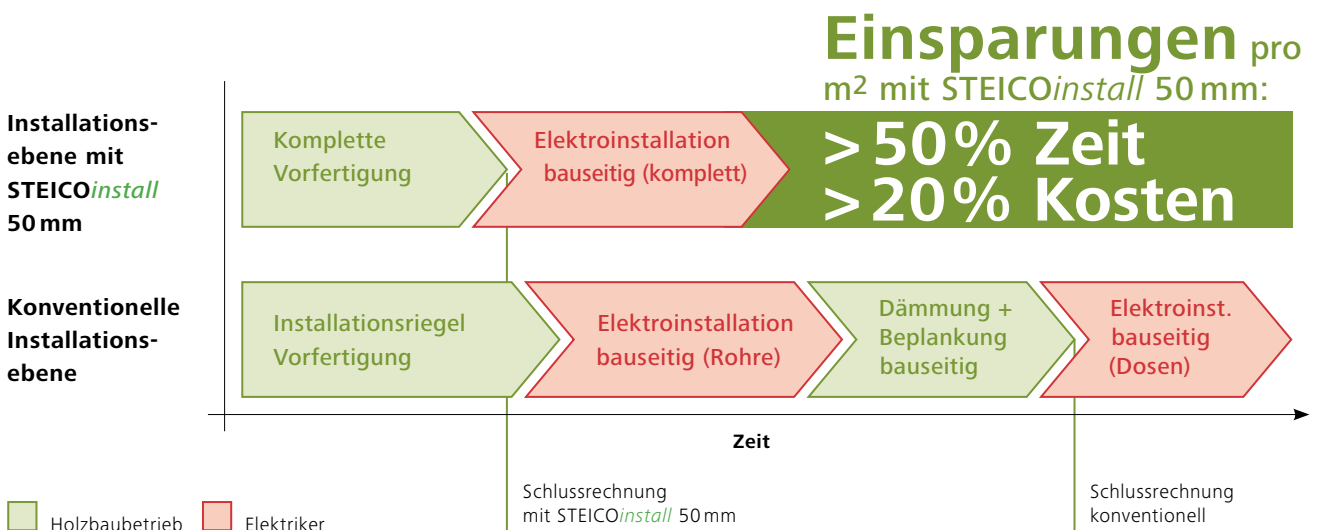 Einsparungen pro
m² mit STEICOinstall 50 mm:
Installations-
ebene mit
STEICOinstall
50 mm
Komplette
Vorfertigung
Elektroinstallation
bauseitig (komplett)
> 50 % Zeit
> 20 % Kosten
Konventionelle
Installations-
ebene
Installationsriegel
Vorfertigung
Elektroinstallation
bauseitig (Rohre)
Dämmung +
Beplankung
bauseitig
Elektroinst.
bauseitig
(Dosen)
Zeit
Schlussrechnung
mit STEICOinstall 50 mm
Schlussrechnung
konventionell
Holzbaubetrieb
Elektriker